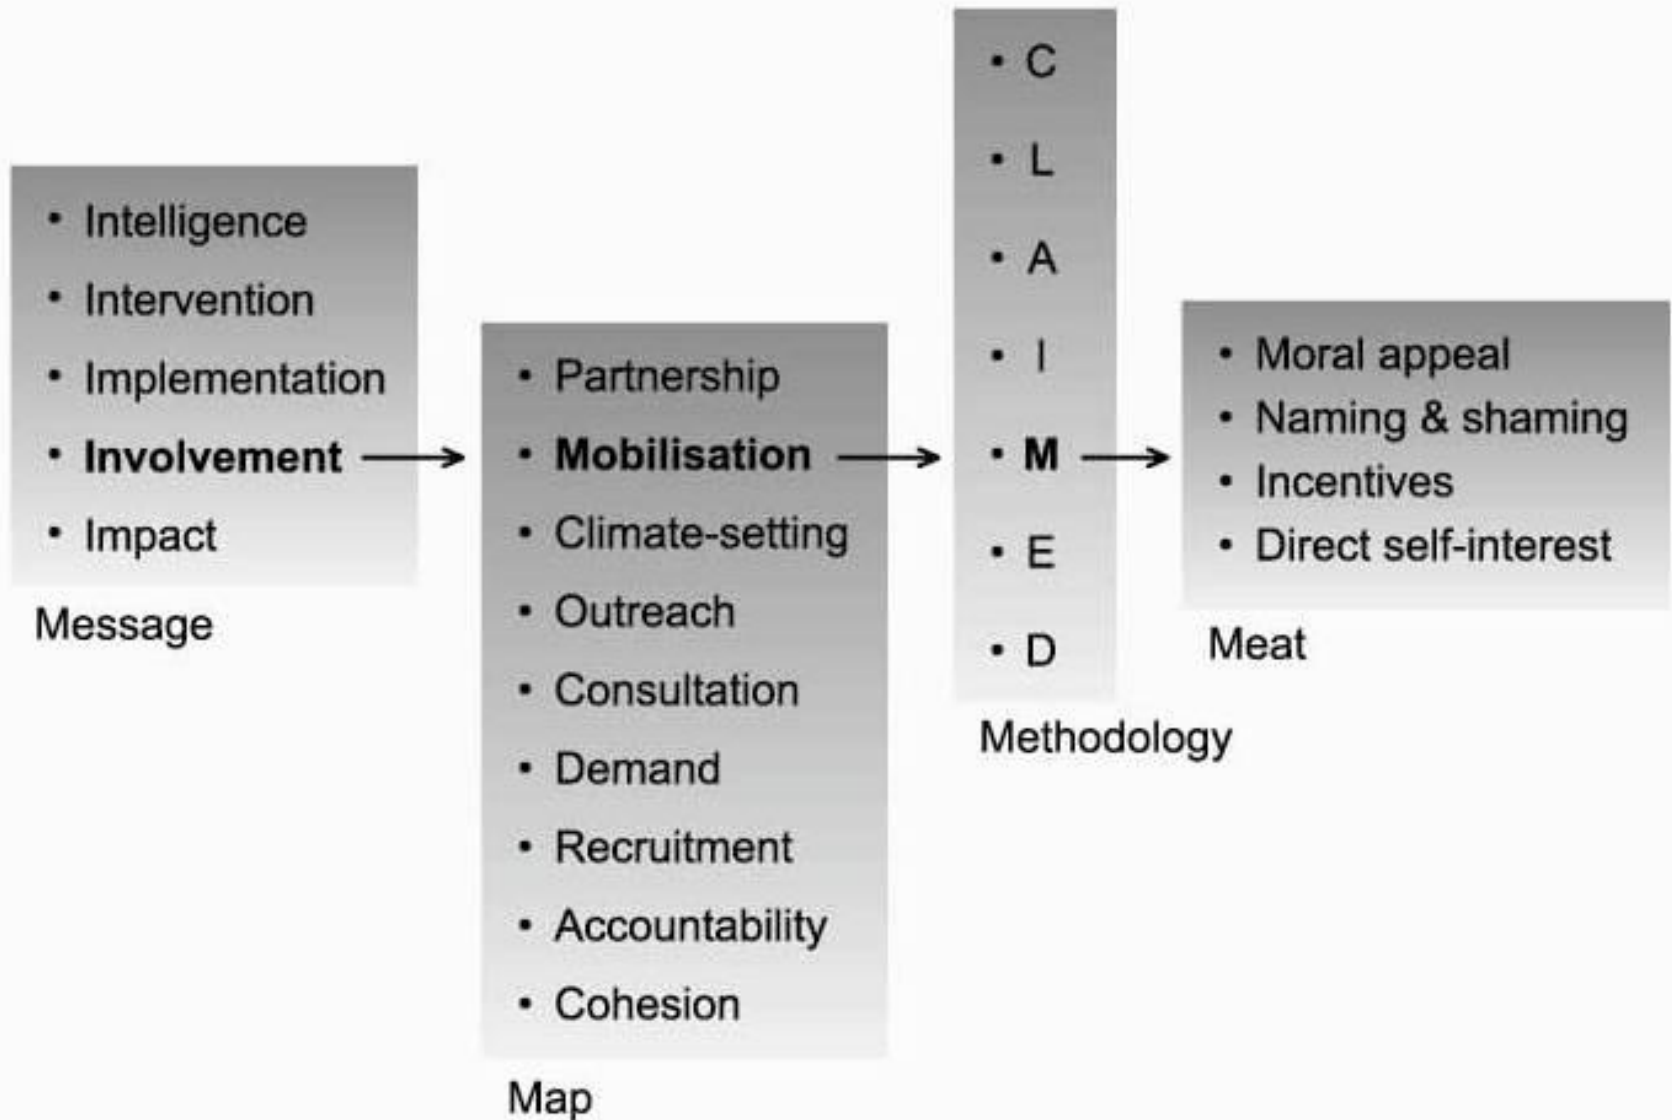 • Intelligence
• Intervention
• Implementation
• Involvement
• Impact
Message
• Partnership
• Mobilisation
• Climate-setting
• Outreach
• Consultation
• Demand
• Recruitment
• Accountability
• Cohesion
Map
• C
• L
• A
• I
• M
• E
• D
Methodology
• Moral appeal
• Naming & shaming
• Incentives
• Direct self-interest
Meat